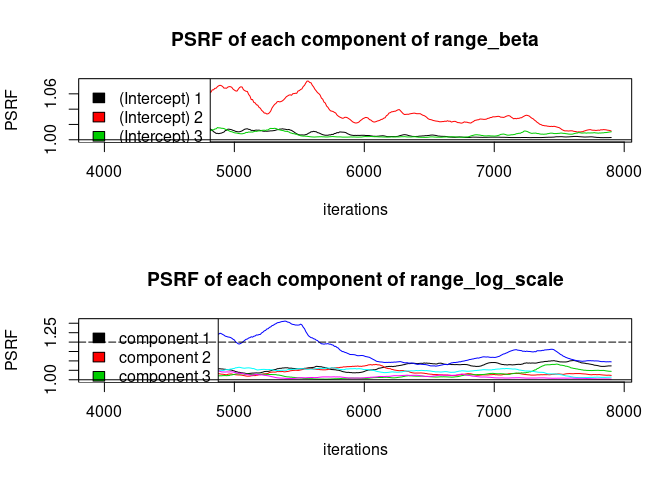 PSRF of each component of range_beta
PSRF
1.00 1.06
(Intercept) 1
(Intercept) 2
(Intercept) 3
4000 5000 6000 7000 8000
iterations
PSRF of each component of range_log_scale
PSRF
1.00 1.25
component 1
component 2
component 3
4000 5000 6000 7000 8000
iterations